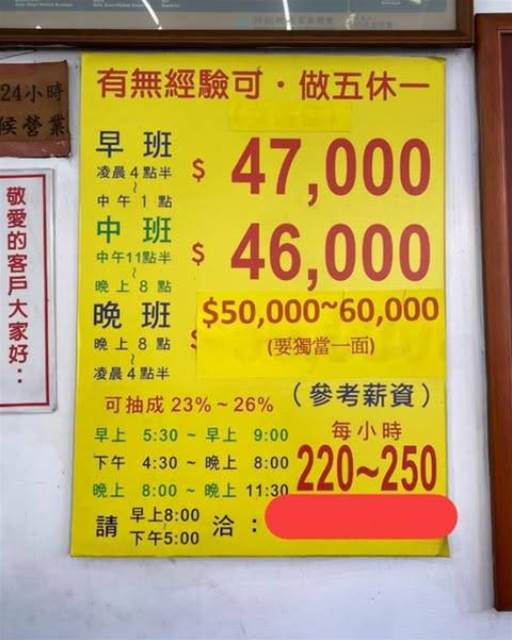 24小時
候營業
敬愛的客戶大家好：
有無經驗可・做五休一
早班 $ 47,000
凌晨4點半
~
中午1點
中班 $ 46,000
中午11點半
~
晚上8點
晚班 $50,000~60,000
(要獨當一面)
晚上8點
~
凌晨4點半
可抽成 23%~26% (參考薪資)
每小時
220~250
早上 5:30 ~ 早上 9:00
下午 4:30 ~ 晚上 8:00
晚上 8:00 ~ 晚上 11:30
請 早上8:00 下午5:00 洽：